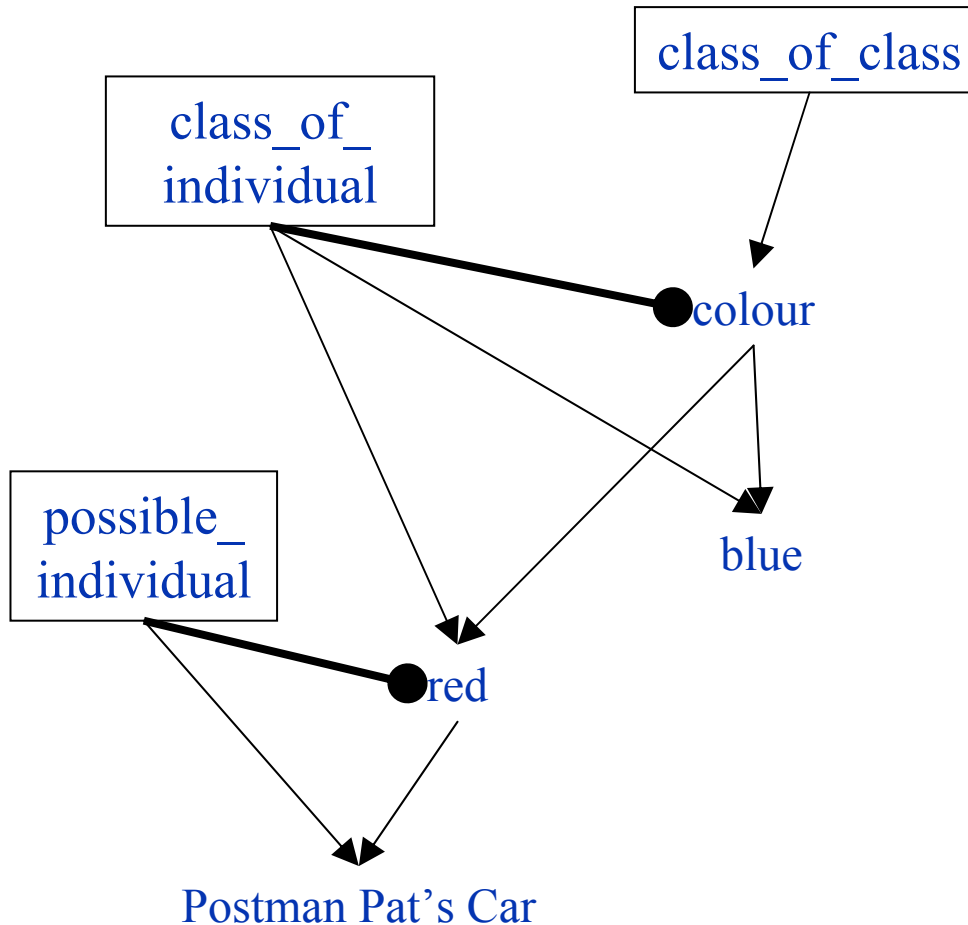 class_of_class
class_of_
individual
colour
possible_
individual
blue
red
Postman Pat’s Car